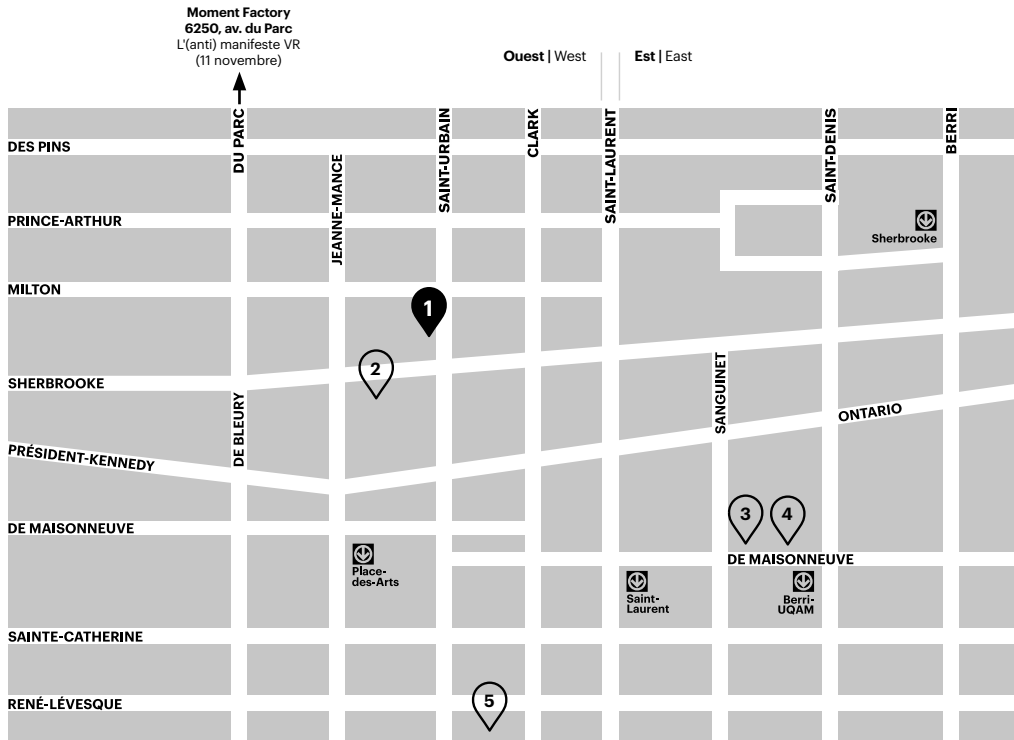 Moment Factory
6250, av. du Parc
L'(anti) manifeste VR
(11 novembre)
Ouest | West
Est | East
DU PARC
SAINT-URBAIN
CLARK
SAINT-LAURENT
SAINT-DENIS
BERRI
DES PINS
JEANNE-MANCE
PRINCE-ARTHUR
Sherbrooke
MILTON
1
2
SHERBROOKE
SANGUINET
DE BLEURY
ONTARIO
PRÉSIDENT-KENNEDY
3
4
DE MAISONNEUVE
DE MAISONNEUVE
Place-
des-Arts
Saint-
Laurent
Berri-
UQAM
SAINTE-CATHERINE
5
RENÉ-LÉVESQUE